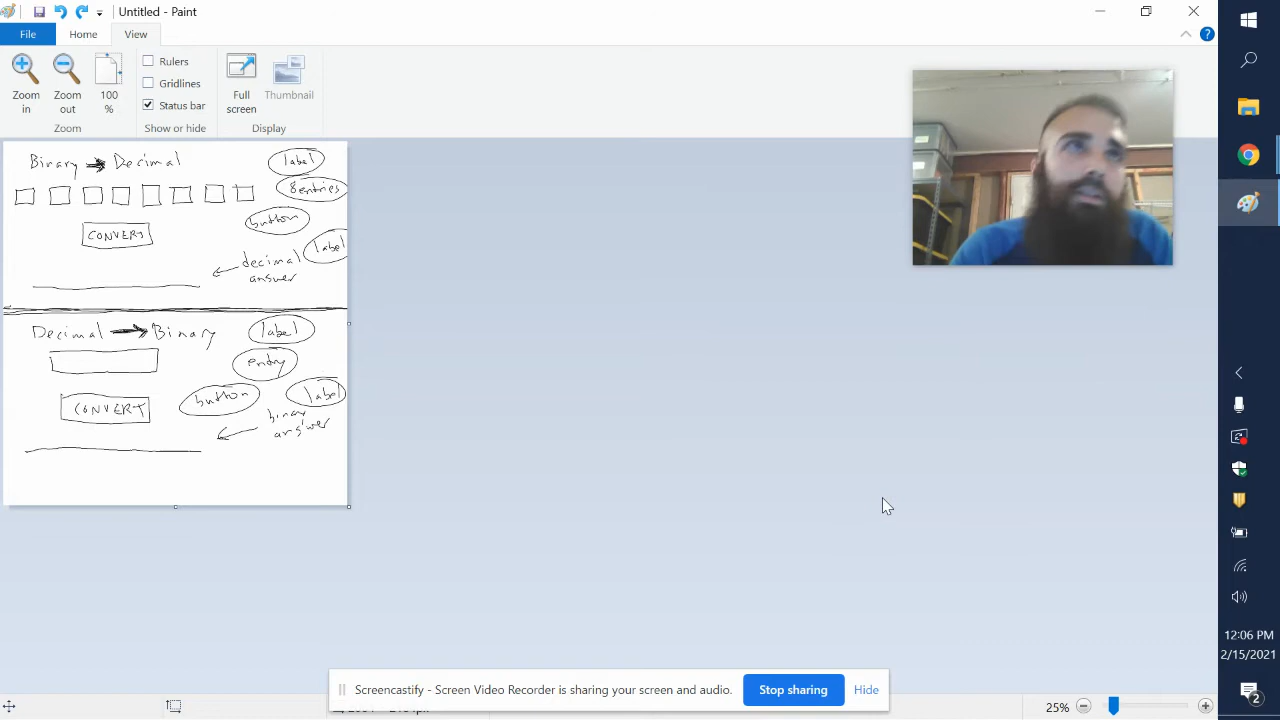 Untitled - Paint
File
Home
View
Rulers
Gridlines
Status bar
Zoom in
Zoom out
100 %
Full screen
Thumbnail
Zoom
Show or hide
Display
Binary Decimal
label
8 entries
button
CONVERT
label
decimal answer
Decimal Binary
label
entry
CONVERT
button
label
binary answer
Screencastify - Screen Video Recorder is sharing your screen and audio.
Stop sharing
Hide
25%
12:06 PM
2/15/2021
2